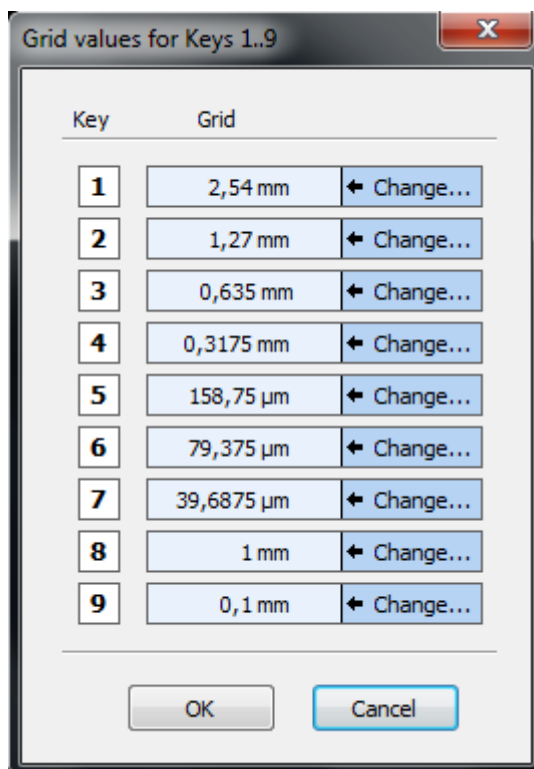 Grid values for Keys 1..9
Key Grid
1 2,54 mm Change...
2 1,27 mm Change...
3 0,635 mm Change...
4 0,3175 mm Change...
5 158,75 µm Change...
6 79,375 µm Change...
7 39,6875 µm Change...
8 1 mm Change...
9 0,1 mm Change...
OK Cancel